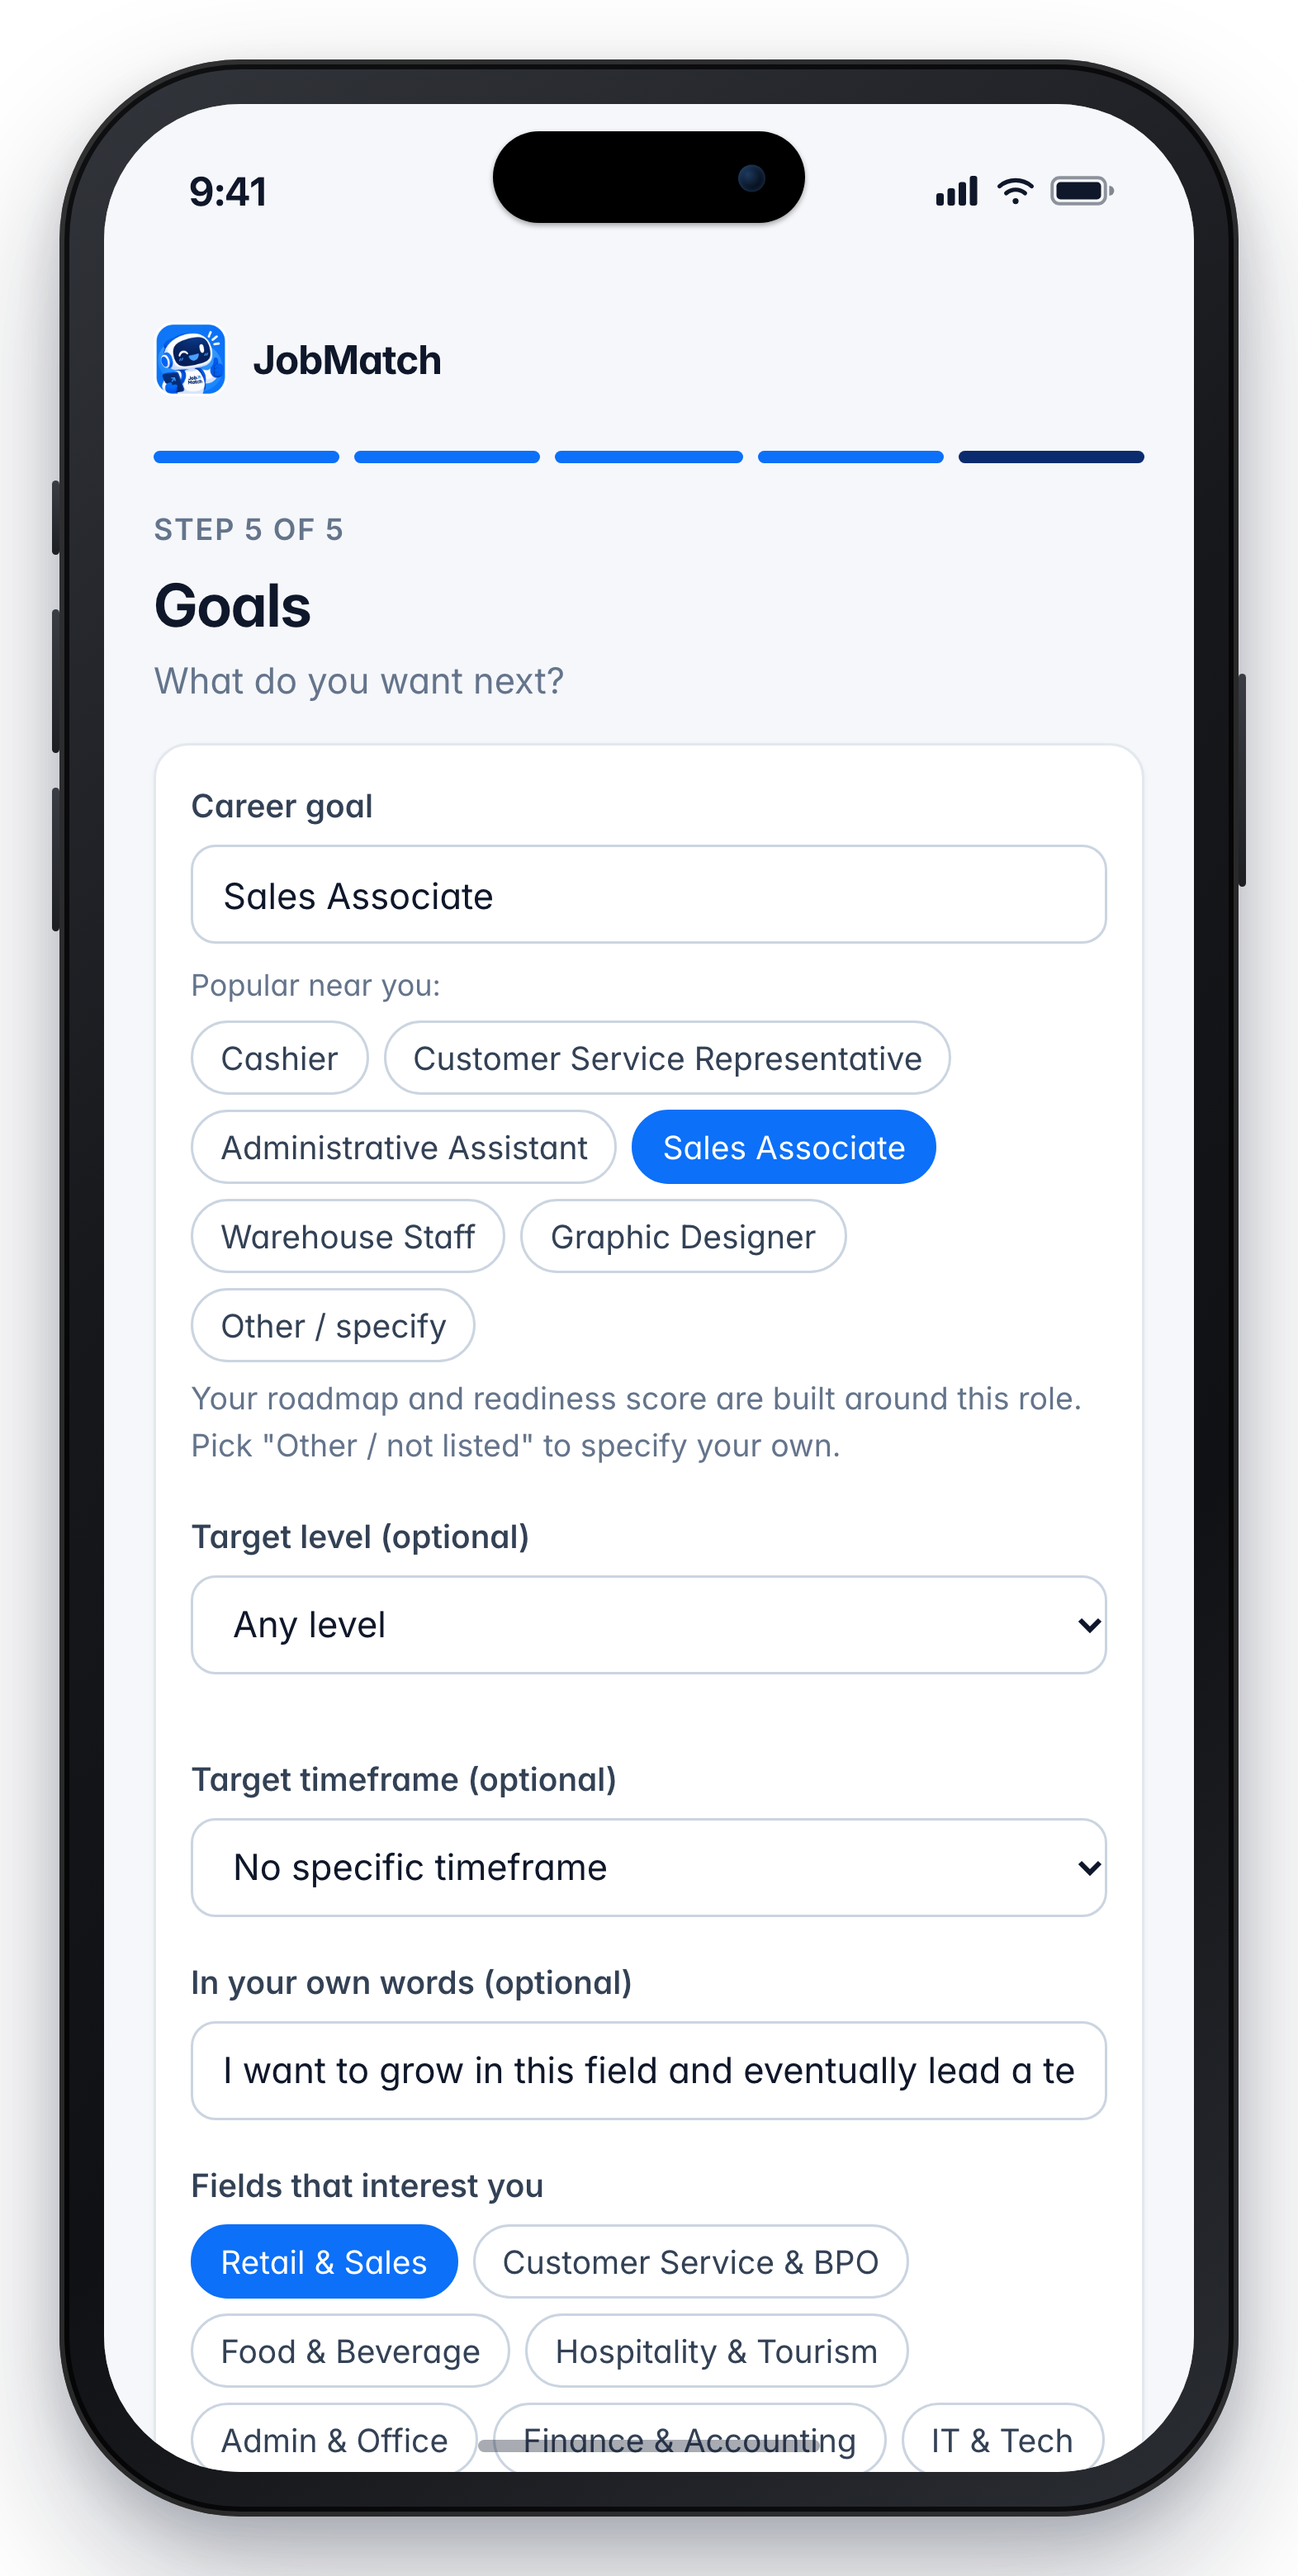 9:41
JobMatch
STEP 5 OF 5
Goals
What do you want next?
Career goal
Sales Associate
Popular near you:
Cashier
Customer Service Representative
Administrative Assistant
Sales Associate
Warehouse Staff
Graphic Designer
Other / specify
Your roadmap and readiness score are built around this role.
Pick "Other / not listed" to specify your own.
Target level (optional)
Any level
Target timeframe (optional)
No specific timeframe
In your own words (optional)
I want to grow in this field and eventually lead a te
Fields that interest you
Retail & Sales
Customer Service & BPO
Food & Beverage
Hospitality & Tourism
Admin & Office
Finance & Accounting
IT & Tech